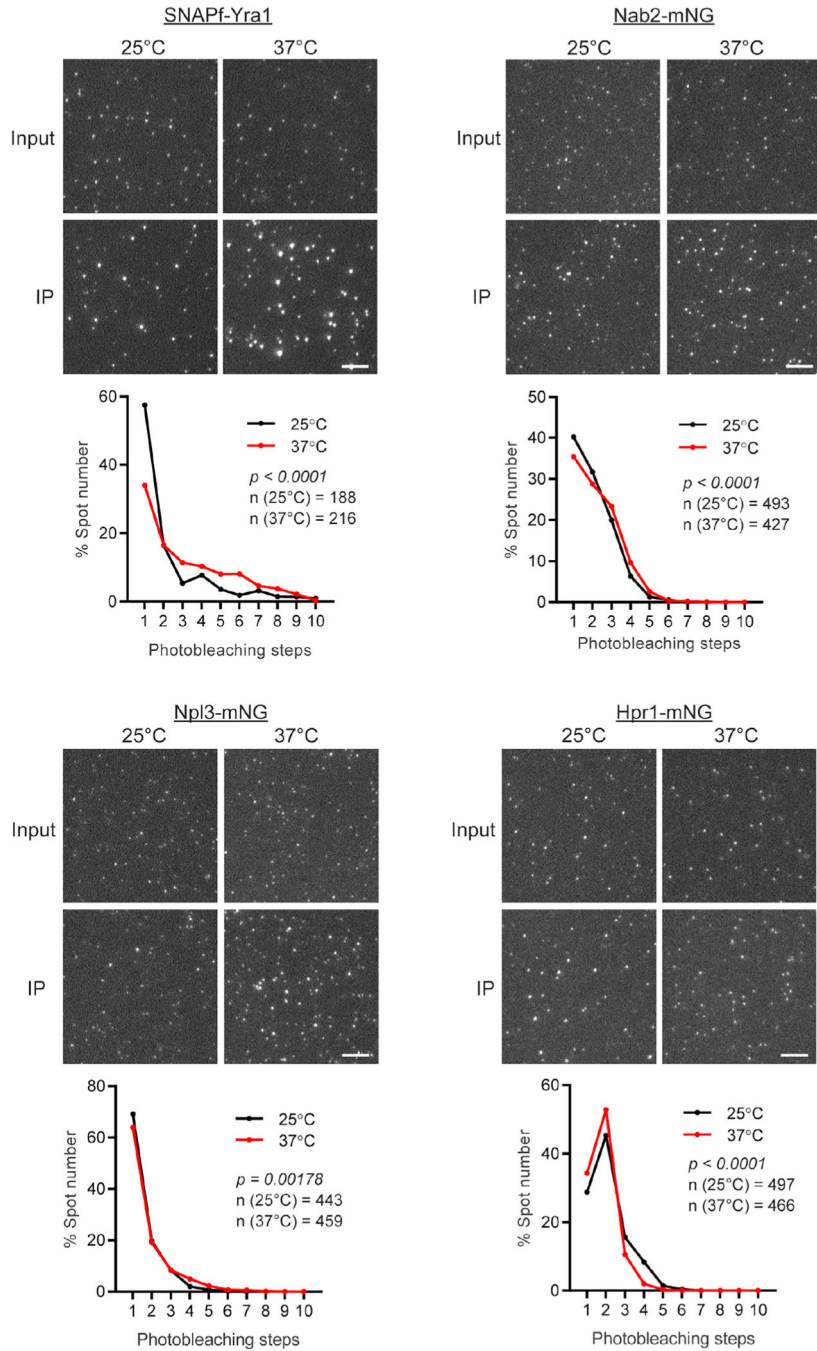 SNAPf-Yra1
25°C 37°C
Input
IP
60
40
20
0
% Spot number
25°C
37°C
p < 0.0001
n (25°C) = 188
n (37°C) = 216
1 2 3 4 5 6 7 8 9 10
Photobleaching steps
Nab2-mNG
25°C 37°C
Input
IP
50
40
30
20
10
0
% Spot number
25°C
37°C
p < 0.0001
n (25°C) = 493
n (37°C) = 427
1 2 3 4 5 6 7 8 9 10
Photobleaching steps
Npl3-mNG
25°C 37°C
Input
IP
80
60
40
20
0
% Spot number
25°C
37°C
p = 0.00178
n (25°C) = 443
n (37°C) = 459
1 2 3 4 5 6 7 8 9 10
Photobleaching steps
Hpr1-mNG
25°C 37°C
Input
IP
60
40
20
0
% Spot number
25°C
37°C
p < 0.0001
n (25°C) = 497
n (37°C) = 466
1 2 3 4 5 6 7 8 9 10
Photobleaching steps